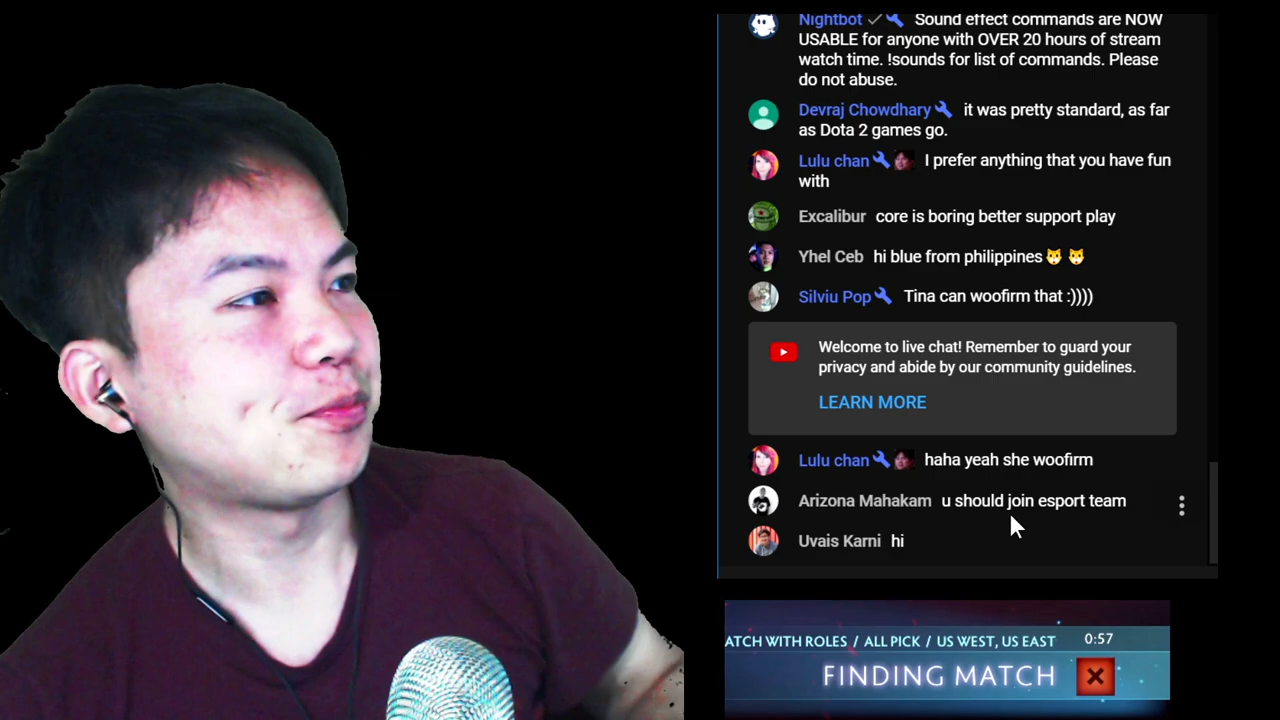 Nightbot Sound effect commands are NOW
USABLE for anyone with OVER 20 hours of stream
watch time. !sounds for list of commands. Please
do not abuse.
Devraj Chowdhary it was pretty standard, as far
as Dota 2 games go.
Lulu chan I prefer anything that you have fun
with
Excalibur core is boring better support play
Yhel Ceb hi blue from philippines🐱 🐱
Silviu Pop Tina can woofirm that :))))
Welcome to live chat! Remember to guard your
privacy and abide by our community guidelines.
LEARN MORE
Lulu chan haha yeah she woofirm
Arizona Mahakam u should join esport team
Uvais Karni hi
ATCH WITH ROLES / ALL PICK / US WEST, US EAST 0:57
FINDING MATCH